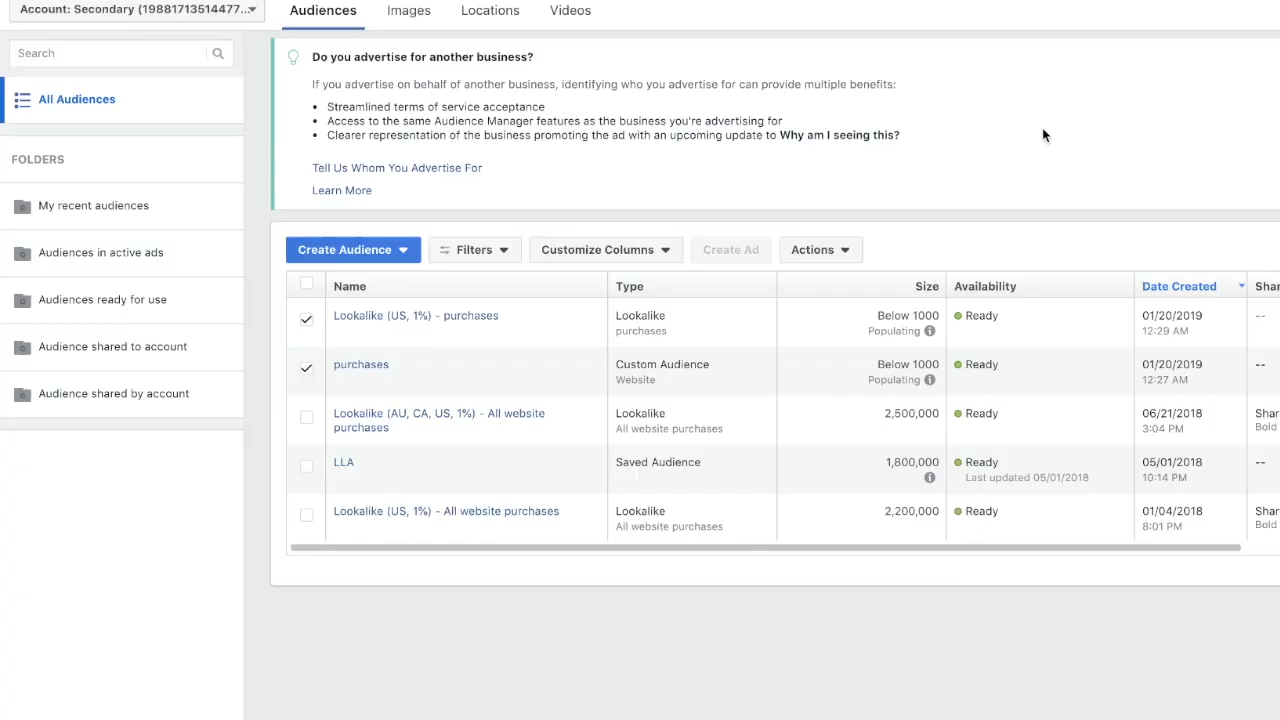 Account: Secondary (19881713514477...
Audiences Images Locations Videos
Search
All Audiences
FOLDERS
My recent audiences
Audiences in active ads
Audiences ready for use
Audience shared to account
Audience shared by account
Do you advertise for another business?
If you advertise on behalf of another business, identifying who you advertise for can provide multiple benefits:
• Streamlined terms of service acceptance
• Access to the same Audience Manager features as the business you're advertising for
• Clearer representation of the business promoting the ad with an upcoming update to Why am I seeing this?
Tell Us Whom You Advertise For
Learn More
Create Audience Filters Customize Columns Create Ad Actions
Name Type Size Availability Date Created Shar
Lookalike (US, 1%) - purchases Lookalike Below 1000 Ready 01/20/2019 --
purchases Populating 12:29 AM
purchases Custom Audience Below 1000 Ready 01/20/2019 --
Website Populating 12:27 AM
Lookalike (AU, CA, US, 1%) - All website Lookalike 2,500,000 Ready 06/21/2018 Shar
purchases All website purchases 3:04 PM Bold
LLA Saved Audience 1,800,000 Ready 05/01/2018 --
Last updated 05/01/2018 10:14 PM
Lookalike (US, 1%) - All website purchases Lookalike 2,200,000 Ready 01/04/2018 Shar
All website purchases 8:01 PM Bold